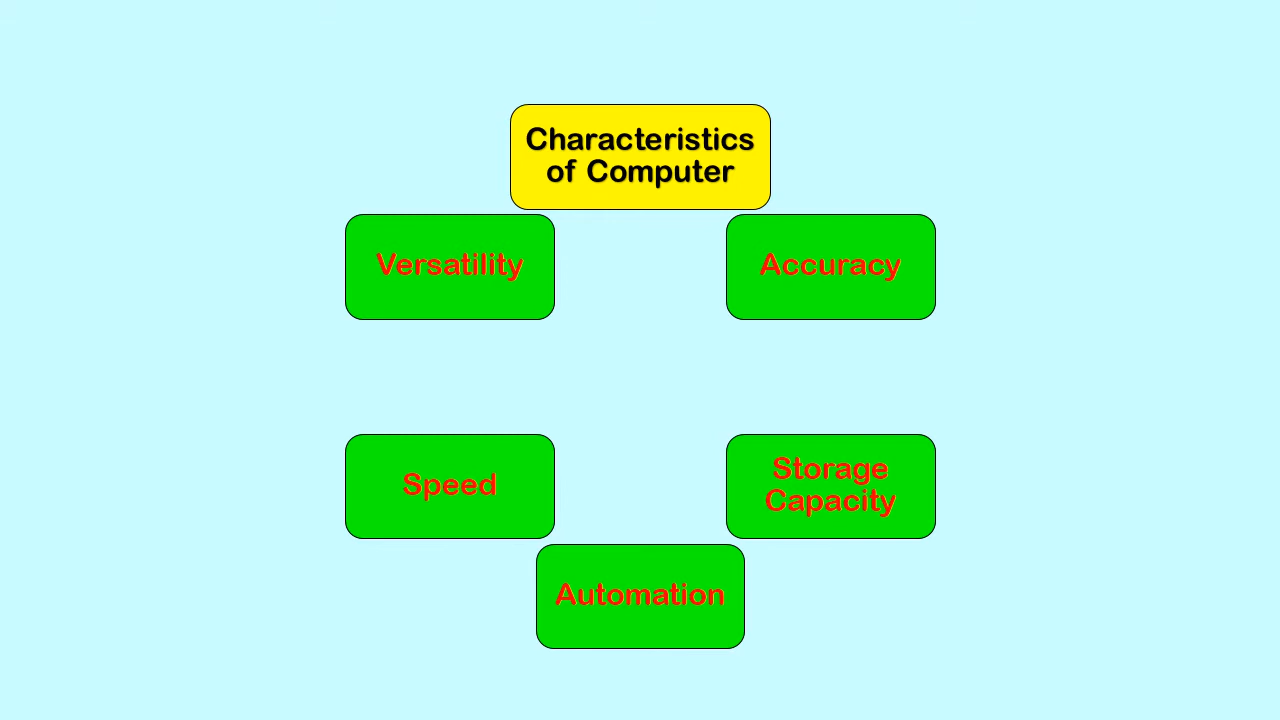 Characteristics
of Computer
Versatility
Accuracy
Speed
Storage
Capacity
Automation